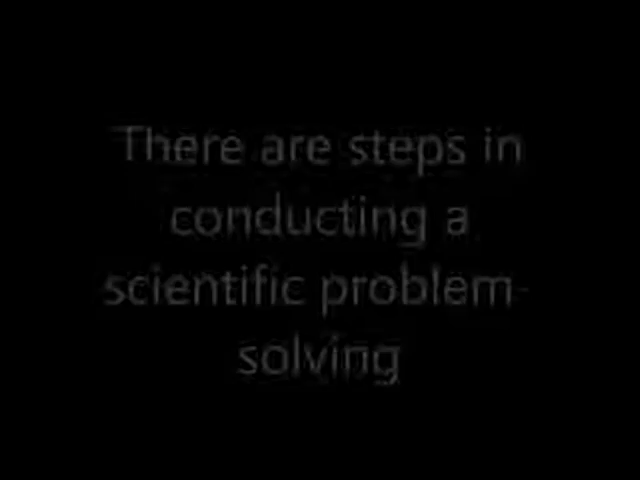 There are steps in
conducting a
scientific problem-
solving